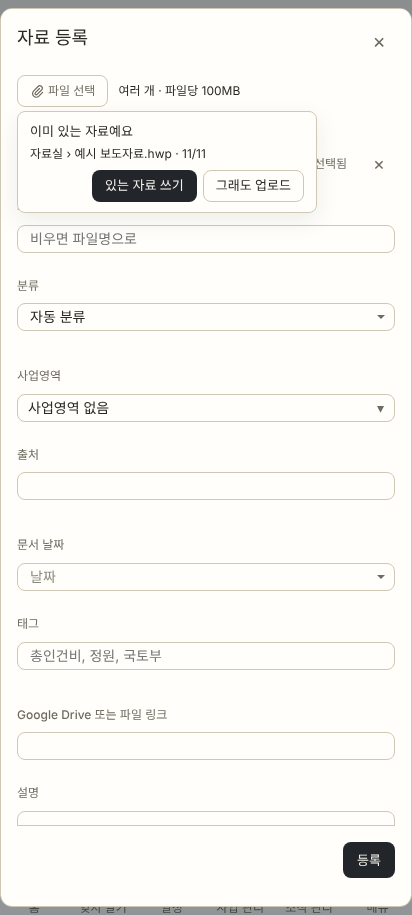 자료 등록
파일 선택
여러 개 · 파일당 100MB
이미 있는 자료예요
자료실 › 예시 보도자료.hwp · 11/11
선택됨
있는 자료 쓰기
그래도 업로드
비우면 파일명으로
분류
자동 분류
사업영역
사업영역 없음
출처
문서 날짜
날짜
태그
총인건비, 정원, 국토부
Google Drive 또는 파일 링크
설명
등록